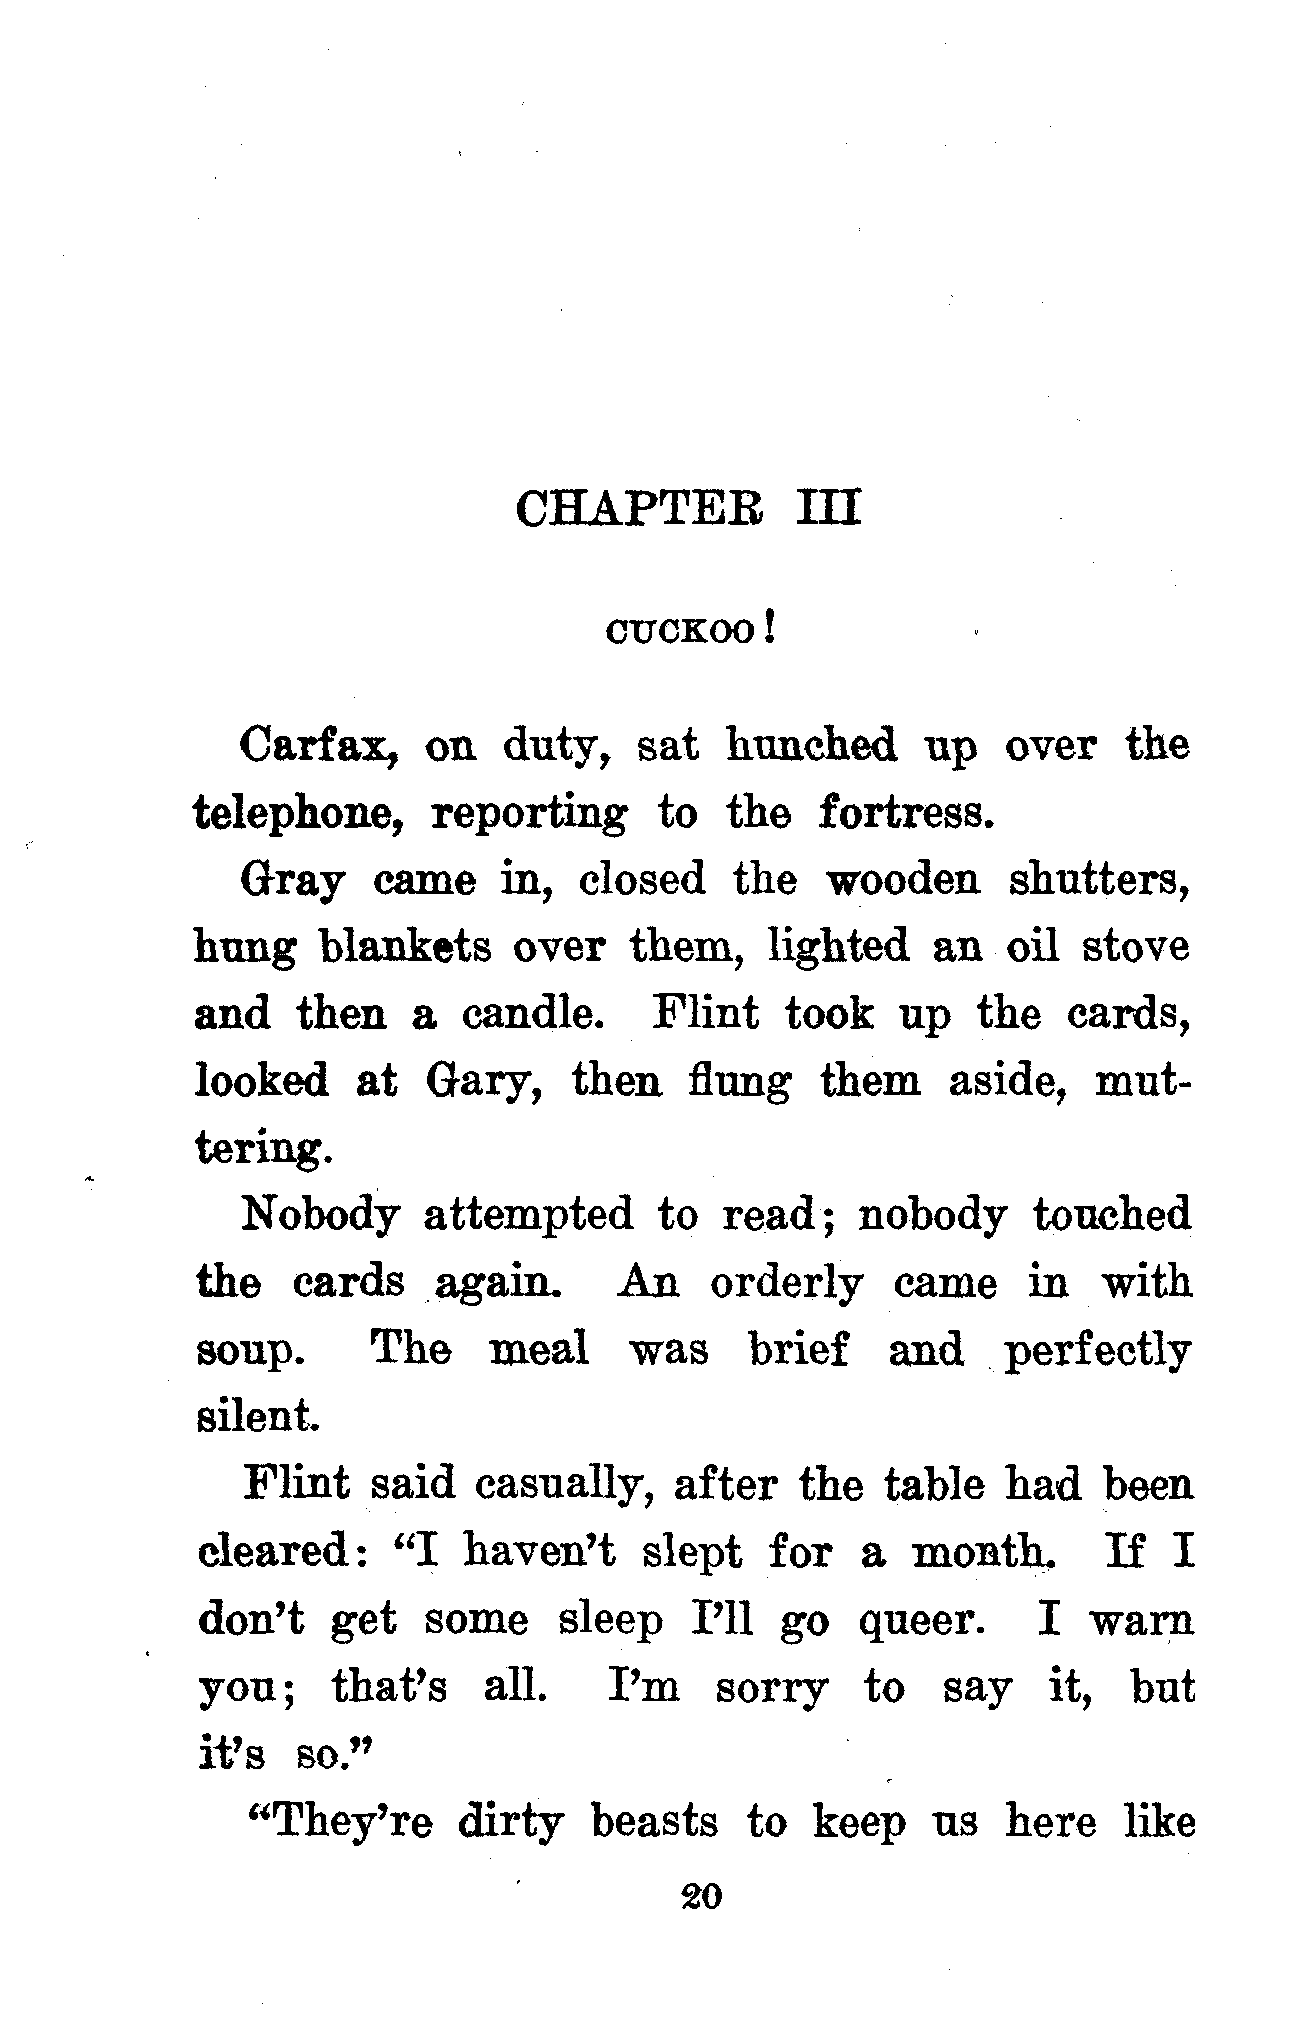 CHAPTER III
CUCKOO!
Carfax, on duty, sat hunched up over the
telephone, reporting to the fortress.
Gray came in, closed the wooden shutters,
hung blankets over them, lighted an oil stove
and then a candle. Flint took up the cards,
looked at Gary, then flung them aside, mut-
tering.
Nobody attempted to read; nobody touched
the cards again. An orderly came in with
soup. The meal was brief and perfectly
silent.
Flint said casually, after the table had been
cleared: “I haven’t slept for a month. If I
don’t get some sleep I’ll go queer. I warn
you; that’s all. I’m sorry to say it, but
it’s so.”
“They’re dirty beasts to keep us here like
20